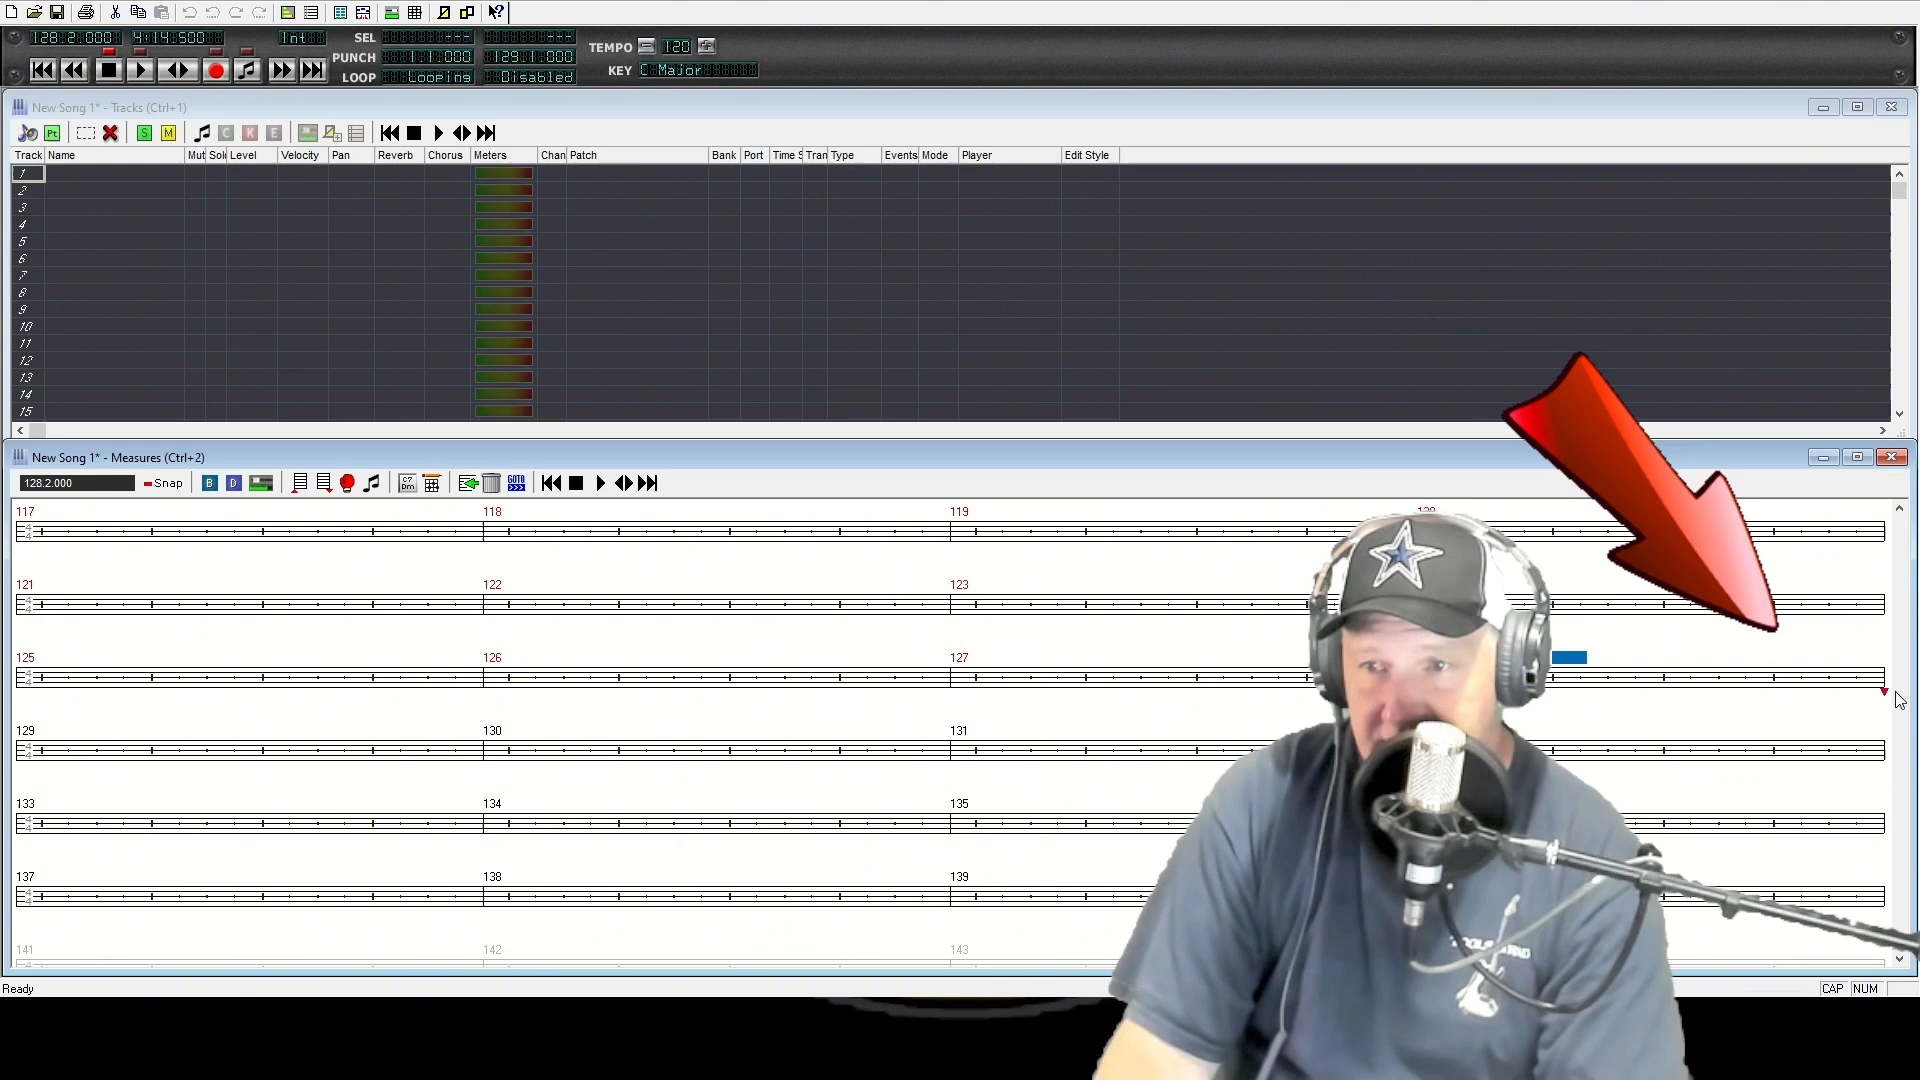 128.2.000 4:14:500 Int SEL
TEMPO 120
PUNCH 1.1.000 129.1.000
KEY C Major
LOOP Looping Disabled
New Song 1* - Tracks (Ctrl+1)
Pt S M C K E
Track Name Mut Solo Level Velocity Pan Reverb Chorus Meters Chan Patch Bank Port Time S Tran Type Events Mode Player Edit Style
1
2
3
4
5
6
7
8
9
10
11
12
13
14
15
New Song 1* - Measures (Ctrl+2)
128.2.000 Snap B D C7 Dm GOTO
117 118 119 120
121 122 123
125 126 127
129 130 131
133 134 135
137 138 139
141 142 143
Ready CAP NUM